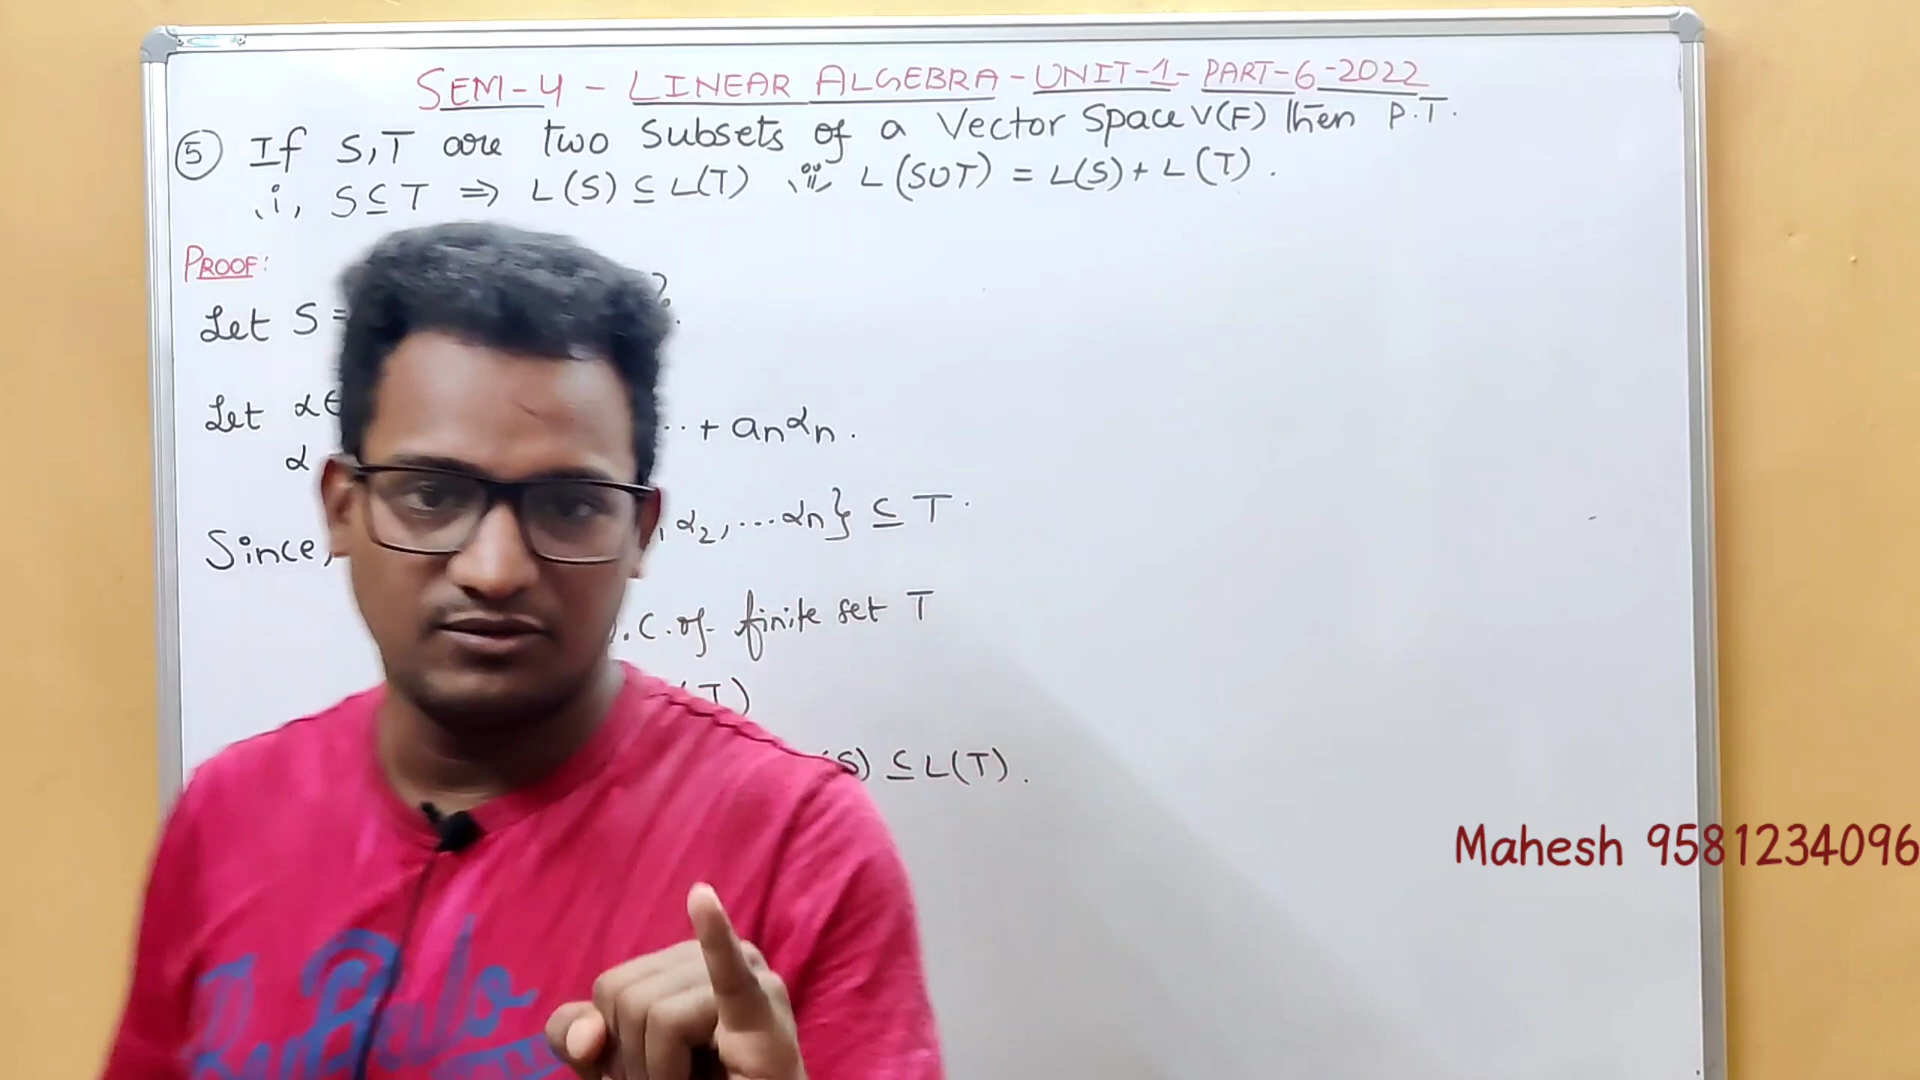 SEM-4 - LINEAR ALGEBRA - UNIT-1 - PART-6-2022
5 If S,T are two subsets of a Vector Space V(F) then P.T.
i, S⊆T ⇒ L(S) ⊆ L(T) ii, L(SUT) = L(S) + L(T).
PROOF:
Let S =
Let α∈
α ..+ anαn.
Since, , α2, ...αn} ⊆ T.
.C. of finite set T
(T)
(S) ⊆ L(T).
Mahesh 9581234096